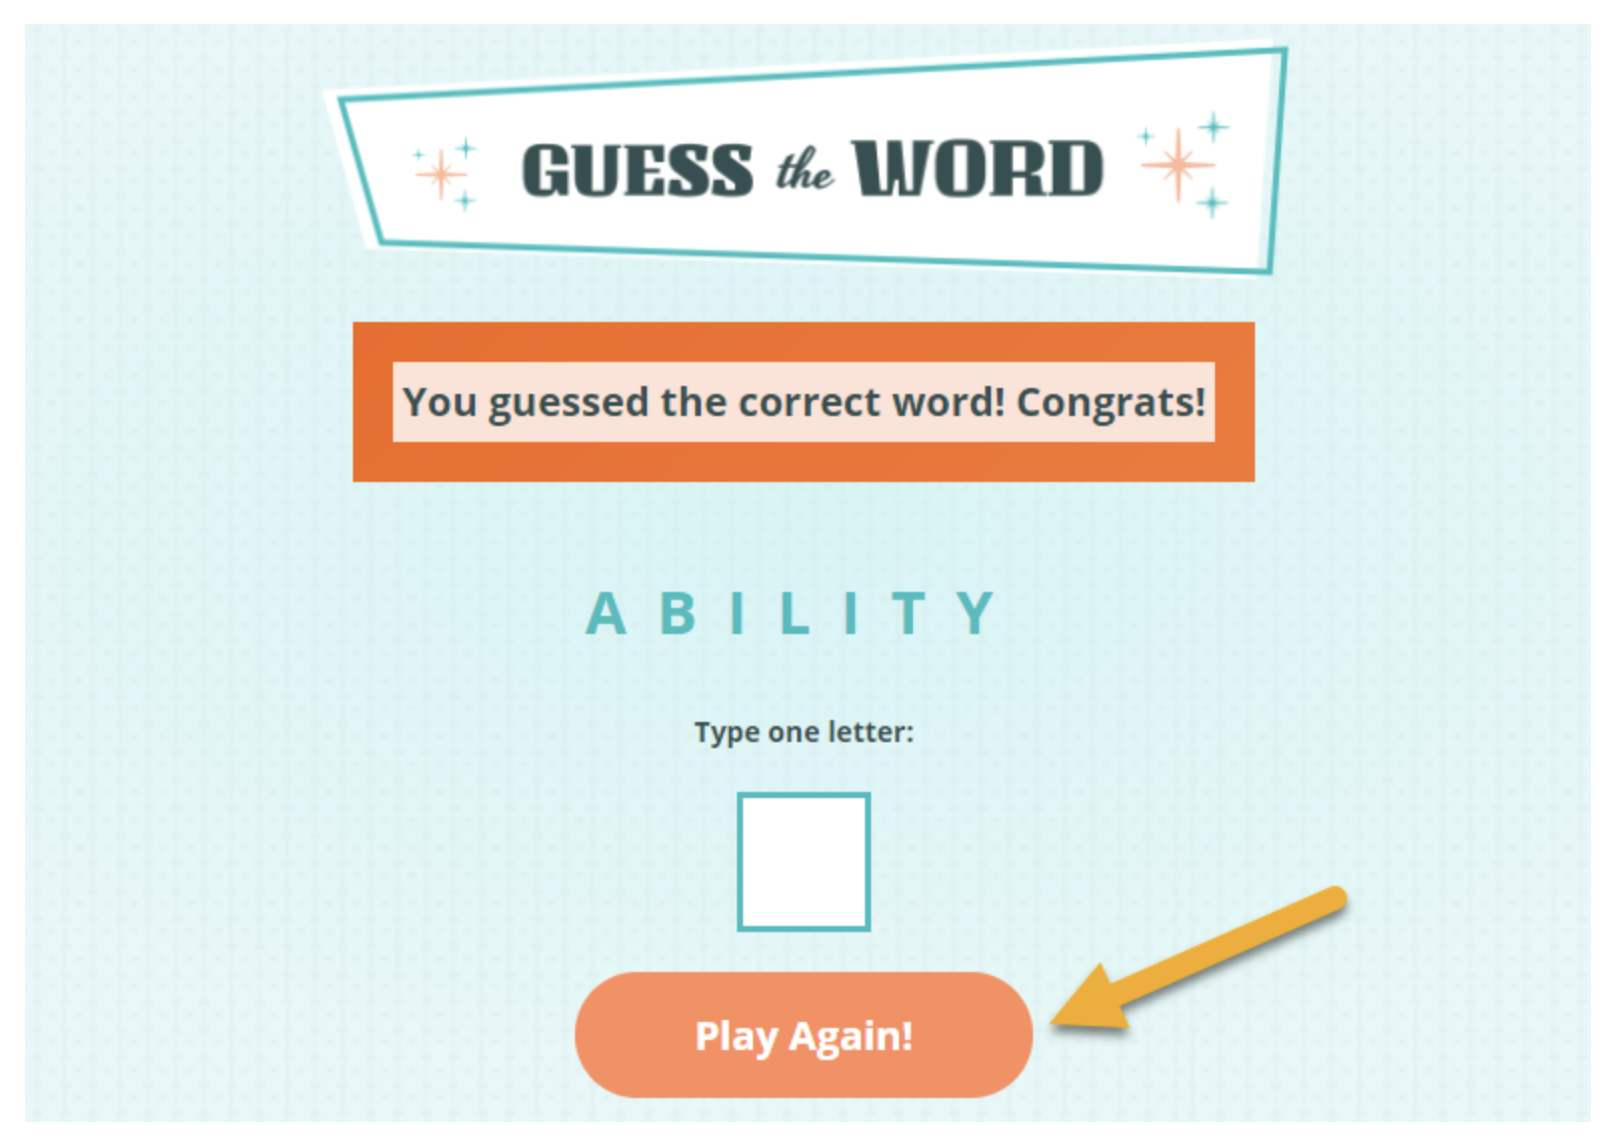 GUESS the WORD
You guessed the correct word! Congrats!
A B I L I T Y
Type one letter:
Play Again!